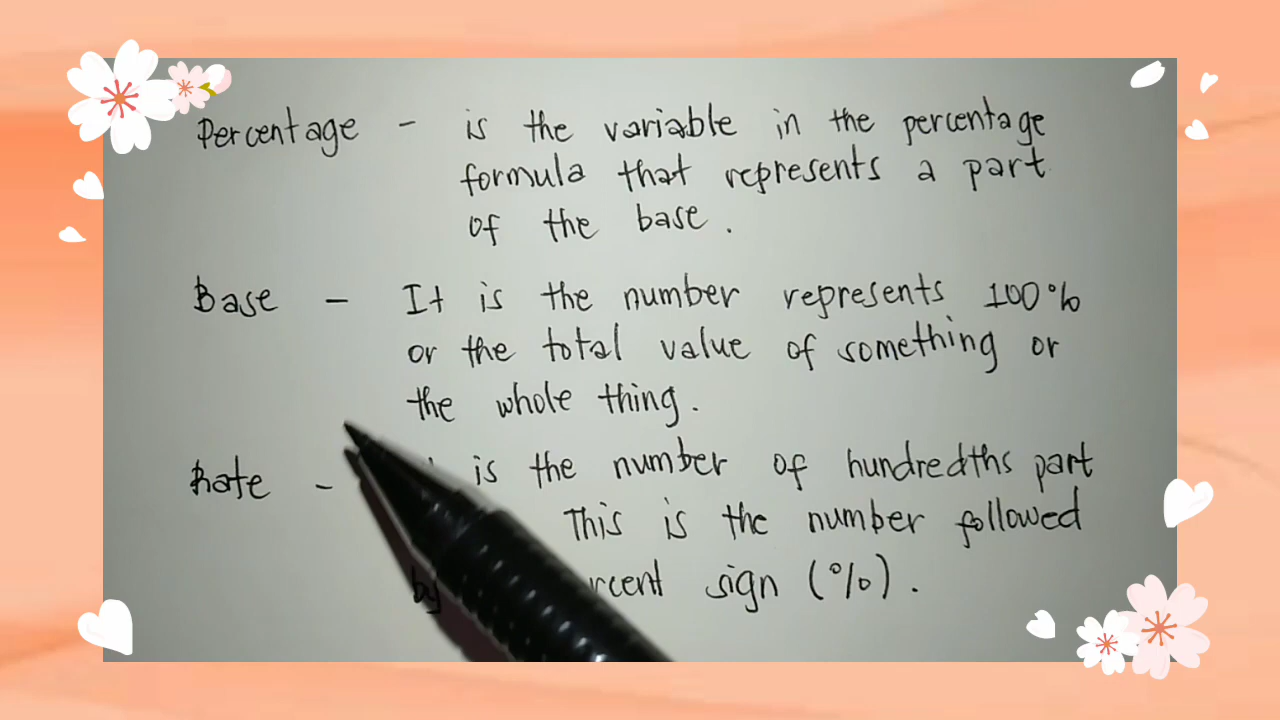 Percentage - is the variable in the percentage
formula that represents a part
of the base.
Base - It is the number represents 100%
or the total value of something or
the whole thing.
Rate - is the number of hundredths part
This is the number followed
by sign (%).